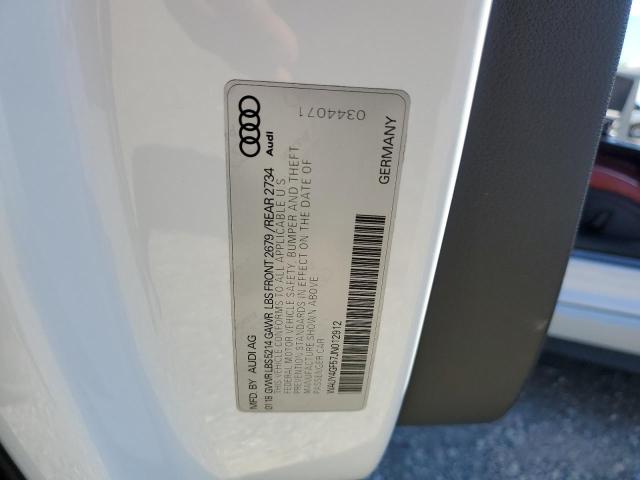 Audi
0344071
MFD. BY AUDI AG GERMANY
01 18 GVWR LBS 5214 GAWR LBS FRONT 2679 /REAR 2734
THIS VEHICLE CONFORMS TO ALL APPLICABLE U S
FEDERAL MOTOR VEHICLE SAFETY, BUMPER AND THEFT
PREVENTION STANDARDS IN EFFECT ON THE DATE OF
MANUFACTURE SHOWN ABOVE
PASSENGER CAR